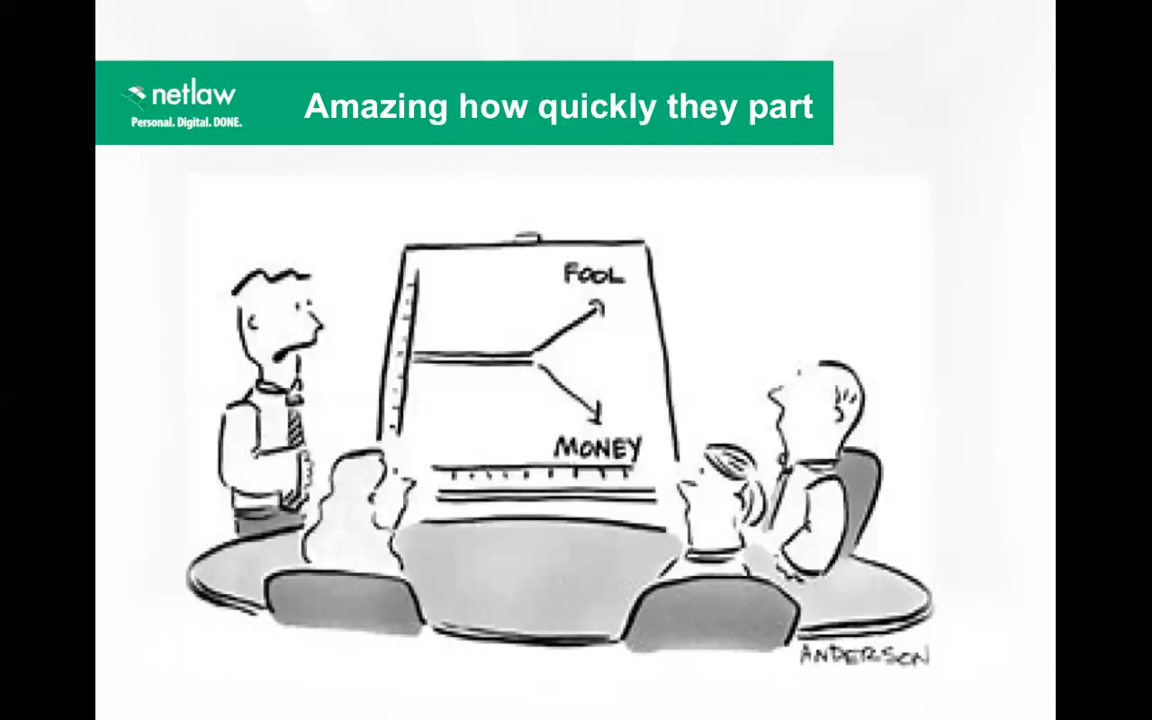 netlaw
Personal. Digital. DONE.
Amazing how quickly they part
FOOL
MONEY
ANDERSON